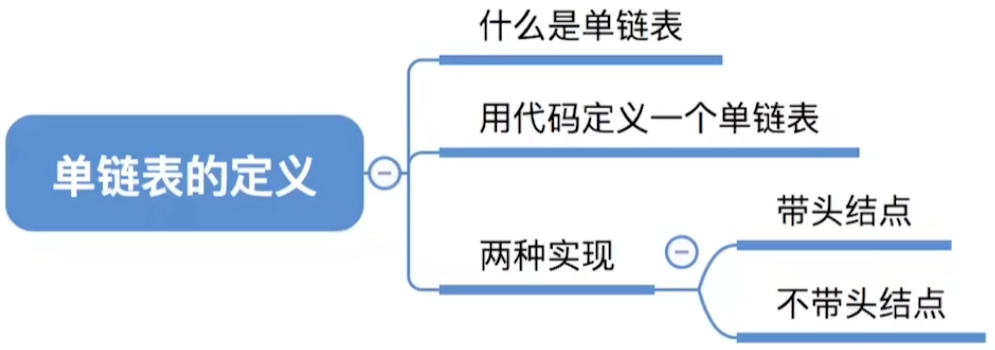 单链表的定义
什么是单链表
用代码定义一个单链表
两种实现
带头结点
不带头结点